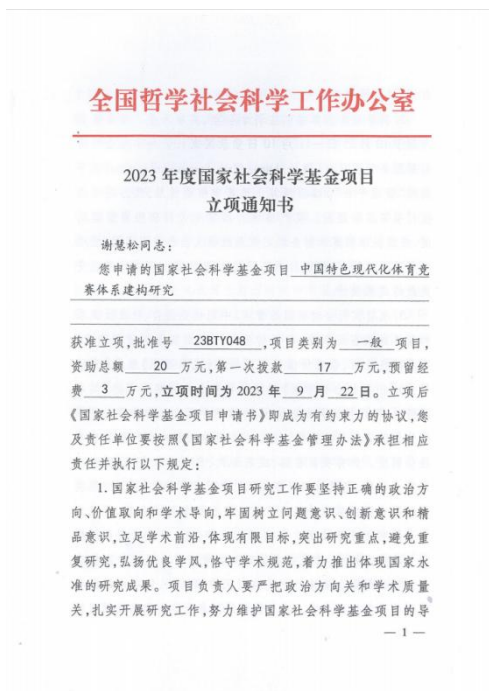 全国哲学社会科学工作办公室
2023 年度国家社会科学基金项目
立项通知书
谢慧松同志：
您申请的国家社会科学基金项目 中国特色现代化体育竞
赛体系建构研究
获准立项,批准号 23BTY048 ,项目类别为 一般 项目,
资助总额 20 万元,第一次拨款 17 万元,预留经
费 3 万元,立项时间为 2023 年 9 月 22 日。立项后
《国家社会科学基金项目申请书》即成为有约束力的协议,您
及责任单位要按照《国家社会科学基金管理办法》承担相应
责任并执行以下规定：
1.国家社会科学基金项目研究工作要坚持正确的政治方
向、价值取向和学术导向,牢固树立问题意识、创新意识和精
品意识,立足学术前沿,体现有限目标,突出研究重点,避免重
复研究,弘扬优良学风,恪守学术规范,着力推出体现国家水
准的研究成果。项目负责人要严把政治方向关和学术质量
关,扎实开展研究工作,努力维护国家社会科学基金项目的导
— 1 —